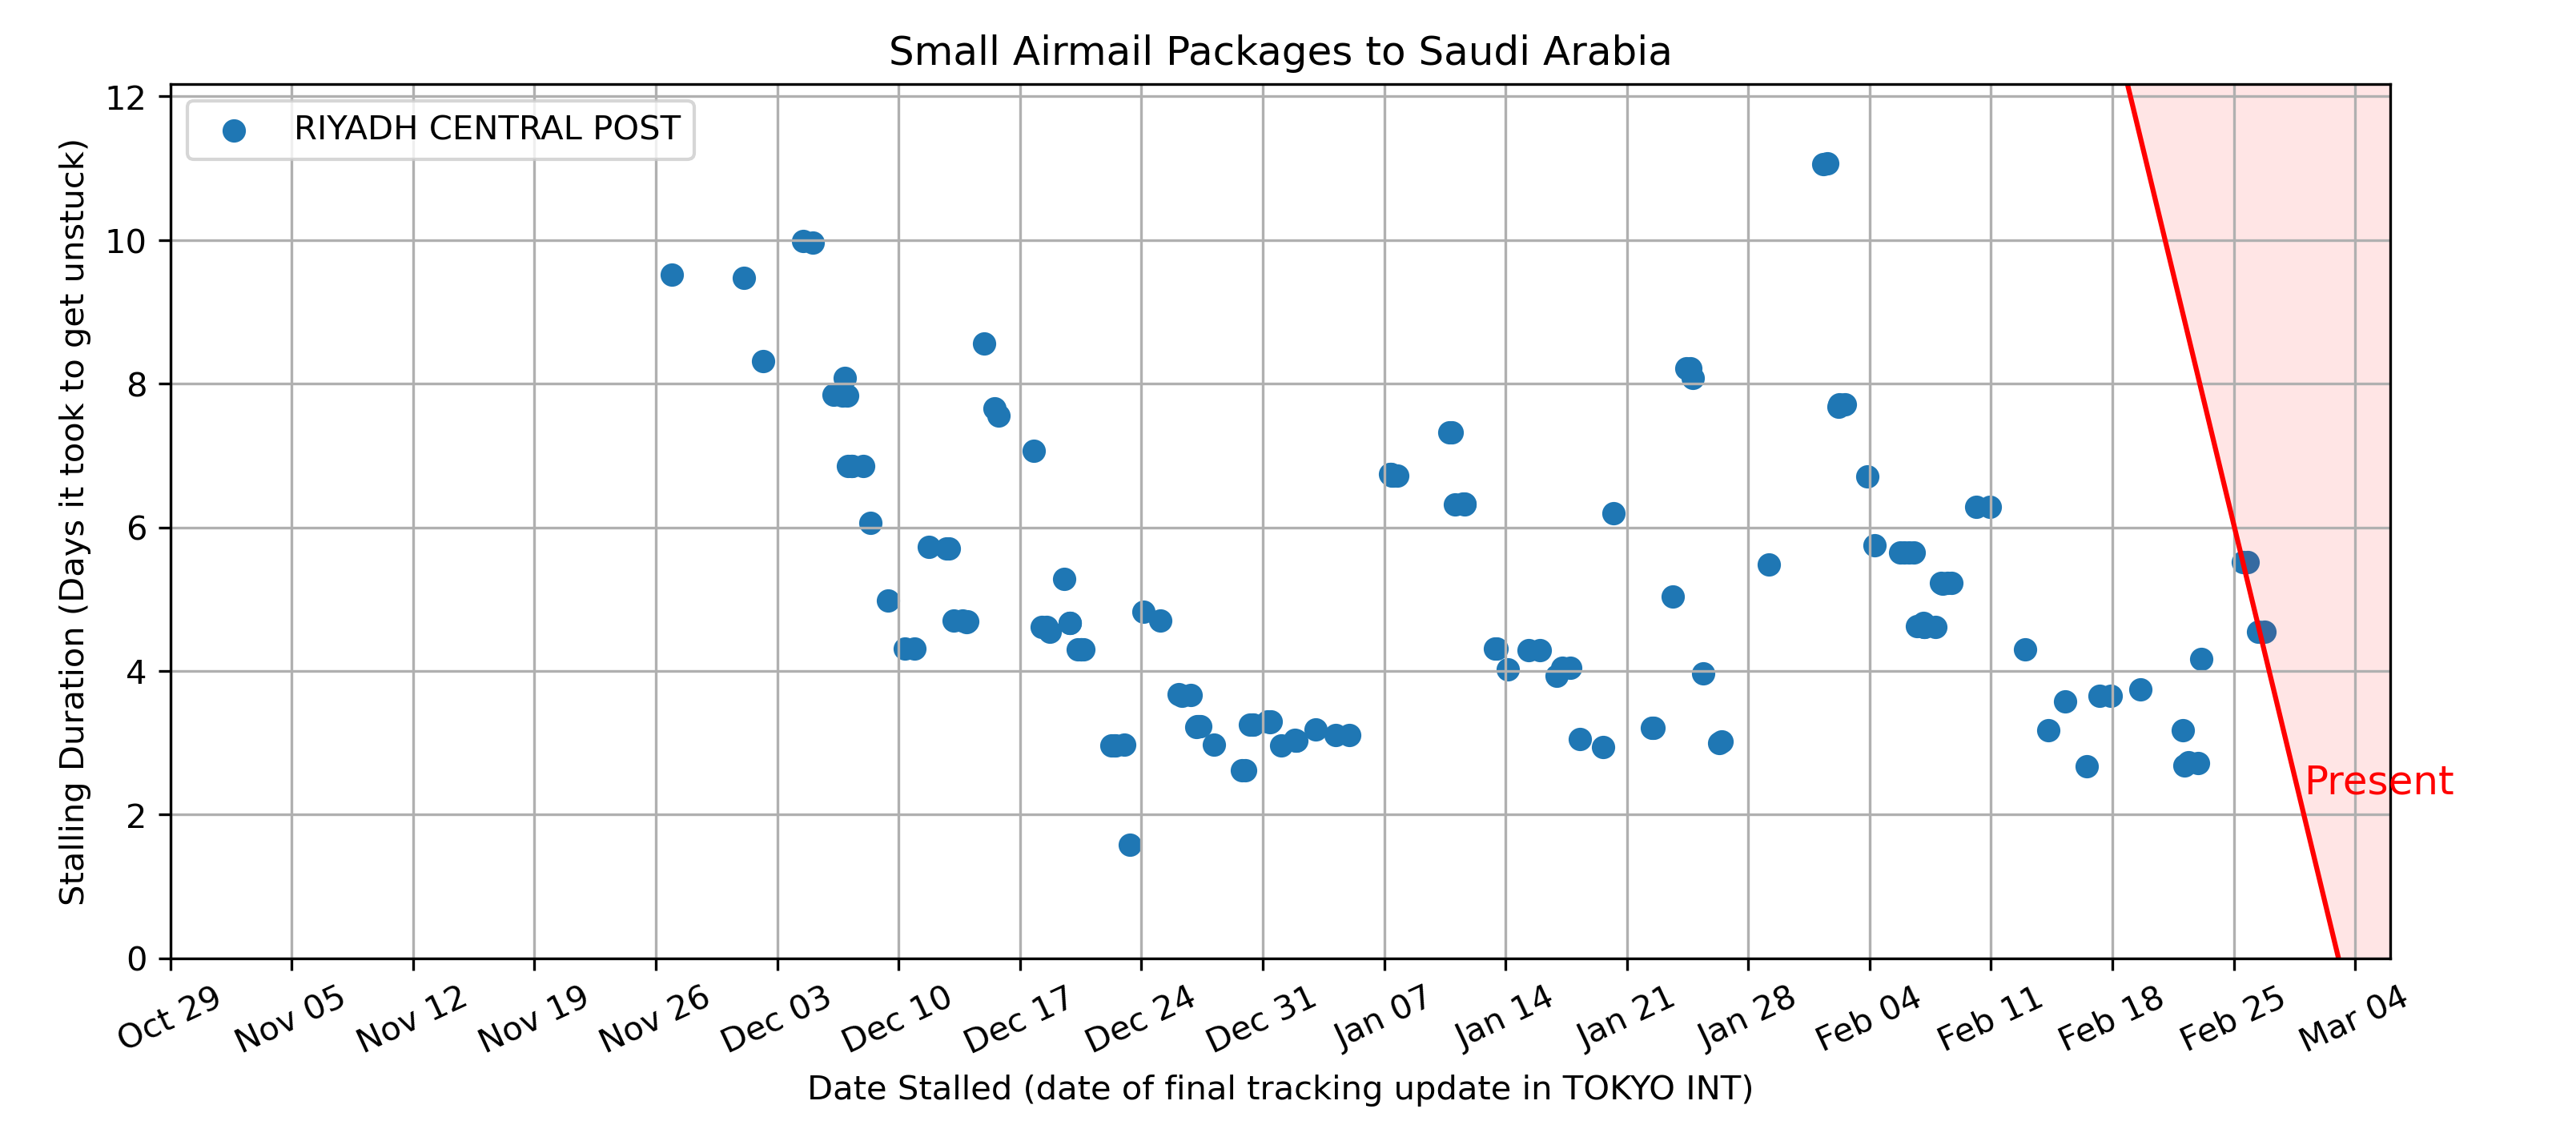 Small Airmail Packages to Saudi Arabia
RIYADH CENTRAL POST
Stalling Duration (Days it took to get unstuck)
12
10
8
6
4
2
0
Present
Oct 29
Nov 05
Nov 12
Nov 19
Nov 26
Dec 03
Dec 10
Dec 17
Dec 24
Dec 31
Jan 07
Jan 14
Jan 21
Jan 28
Feb 04
Feb 11
Feb 18
Feb 25
Mar 04
Date Stalled (date of final tracking update in TOKYO INT)